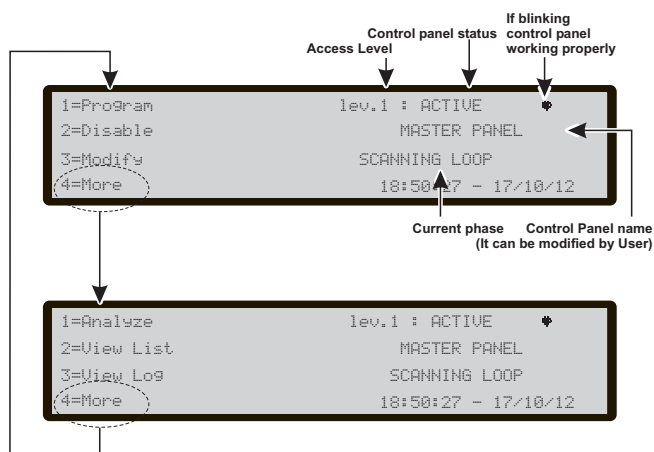 If blinking
control panel
working properly
Control panel status
Access Level
1=Program lev.1 : ACTIVE
2=Disable MASTER PANEL
3=Modify SCANNING LOOP
4=More 18:50:27 - 17/10/12
Current phase Control Panel name
(It can be modified by User)
1=Analyze lev.1 : ACTIVE
2=View List MASTER PANEL
3=View Log SCANNING LOOP
4=More 18:50:27 - 17/10/12